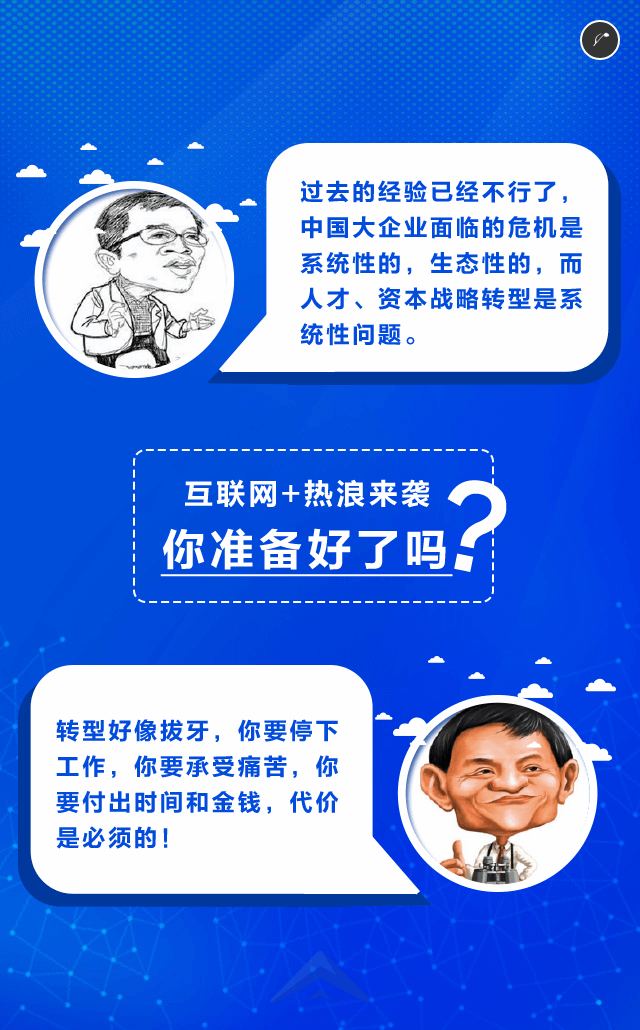 过去的经验已经不行了，
中国大企业面临的危机是
系统性的，生态性的，而
人才、资本战略转型是系
统性问题。
互联网+热浪来袭
你准备好了吗?
转型好像拔牙，你要停下
工作，你要承受痛苦，你
要付出时间和金钱，代价
是必须的！